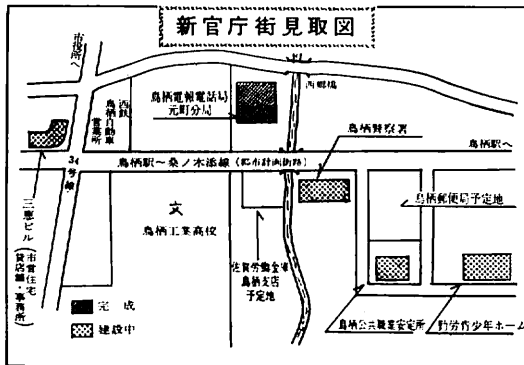 新官庁街見取図
市役所へ
西鉄
鳥栖自動車
営業所
鳥栖電報電話局
元町分局
西郷橋
鳥栖警察署
鳥栖駅へ
34号線
鳥栖駅〜桑ノ木添線(都市計画街路)
三恵ビル
(市営住宅
貸店舗・事務所)
文
鳥栖工業高校
佐賀労働金庫
鳥栖支店
予定地
鳥栖郵便局予定地
完成
建設中
鳥栖公共職業安定所
勤労青少年ホーム